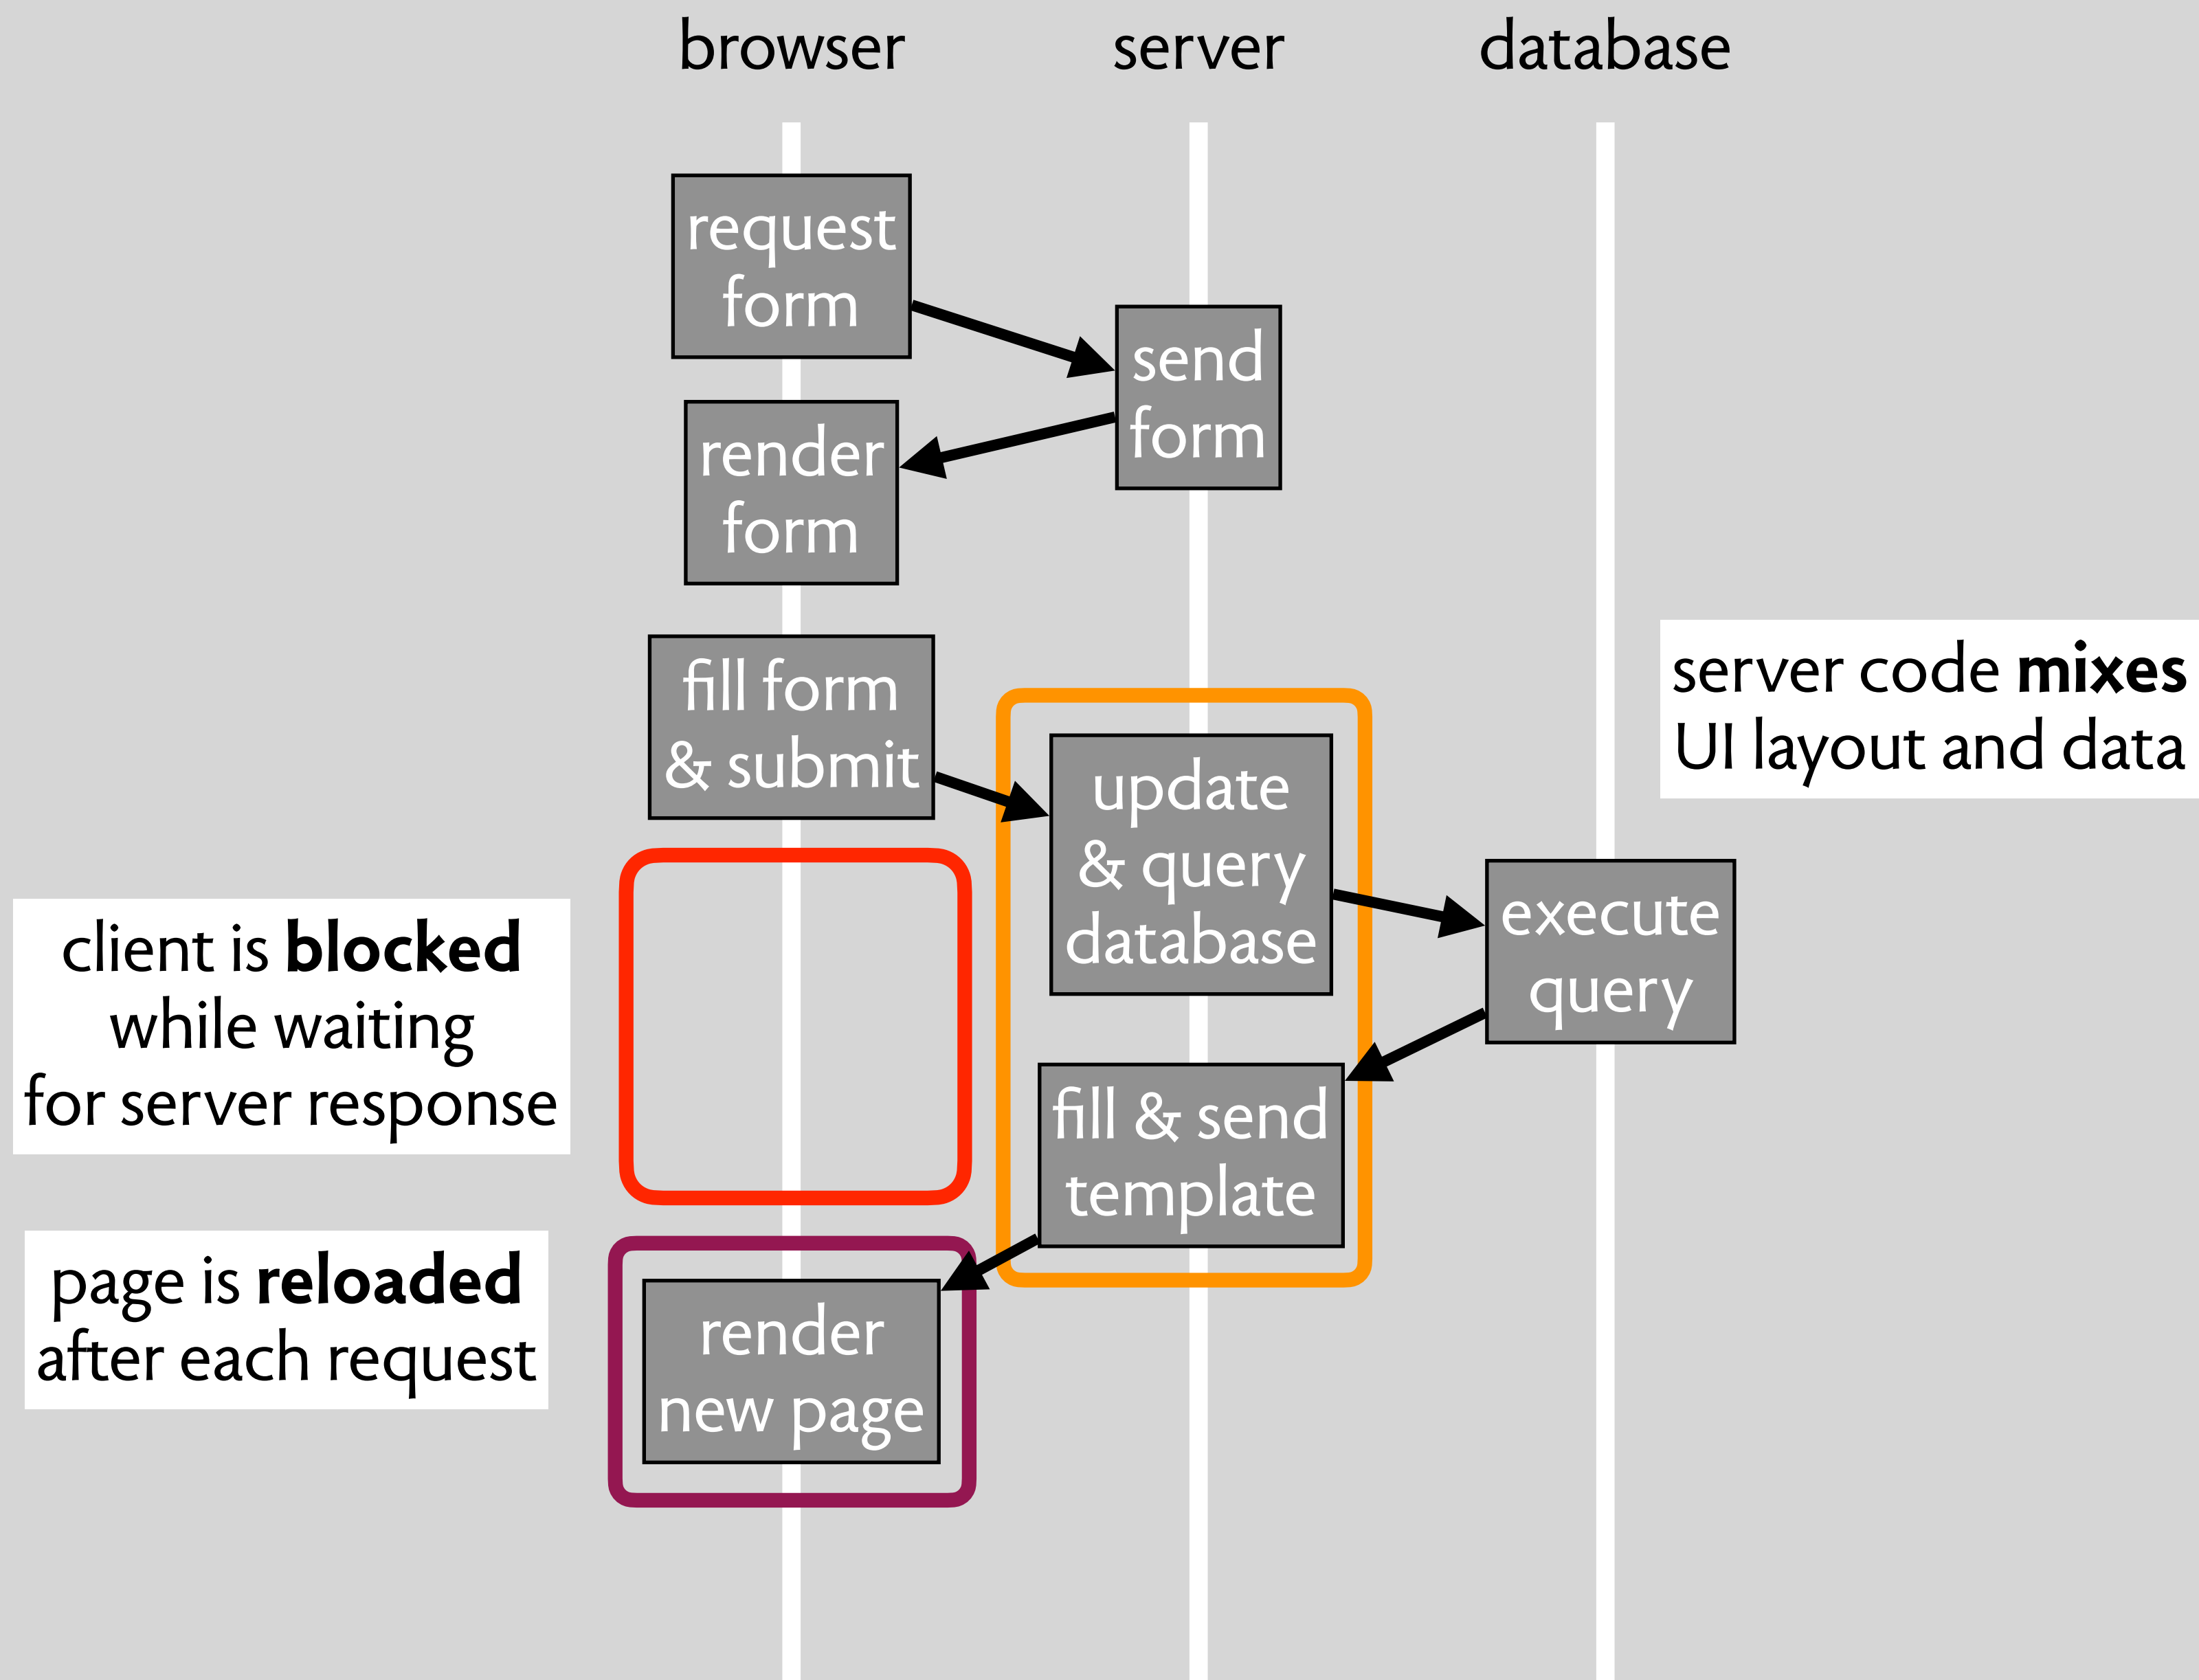 browser
server
database
request
form
send
form
render
form
fill form
& submit
server code mixes
UI layout and data
update
& query
database
execute
query
client is blocked
while waiting
for server response
fill & send
template
page is reloaded
after each request
render
new page